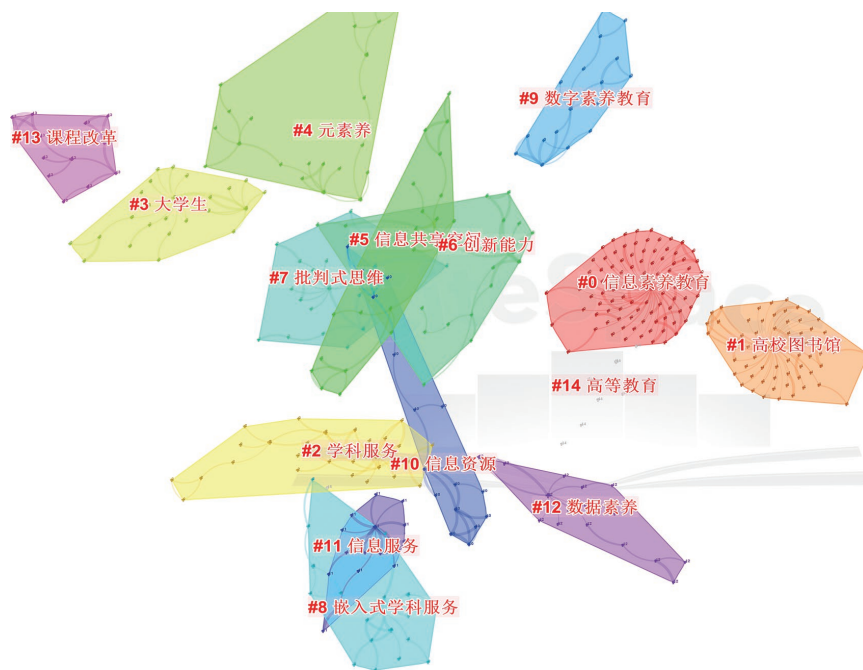 #9 数字素养教育
#4 元素养
#13 课程改革
#3 大学生
#5 信息共享空间
#6 创新能力
#7 批判式思维
#0 信息素养教育
#1 高校图书馆
#14 高等教育
#2 学科服务
#10 信息资源
#12 数据素养
#11 信息服务
#8 嵌入式学科服务